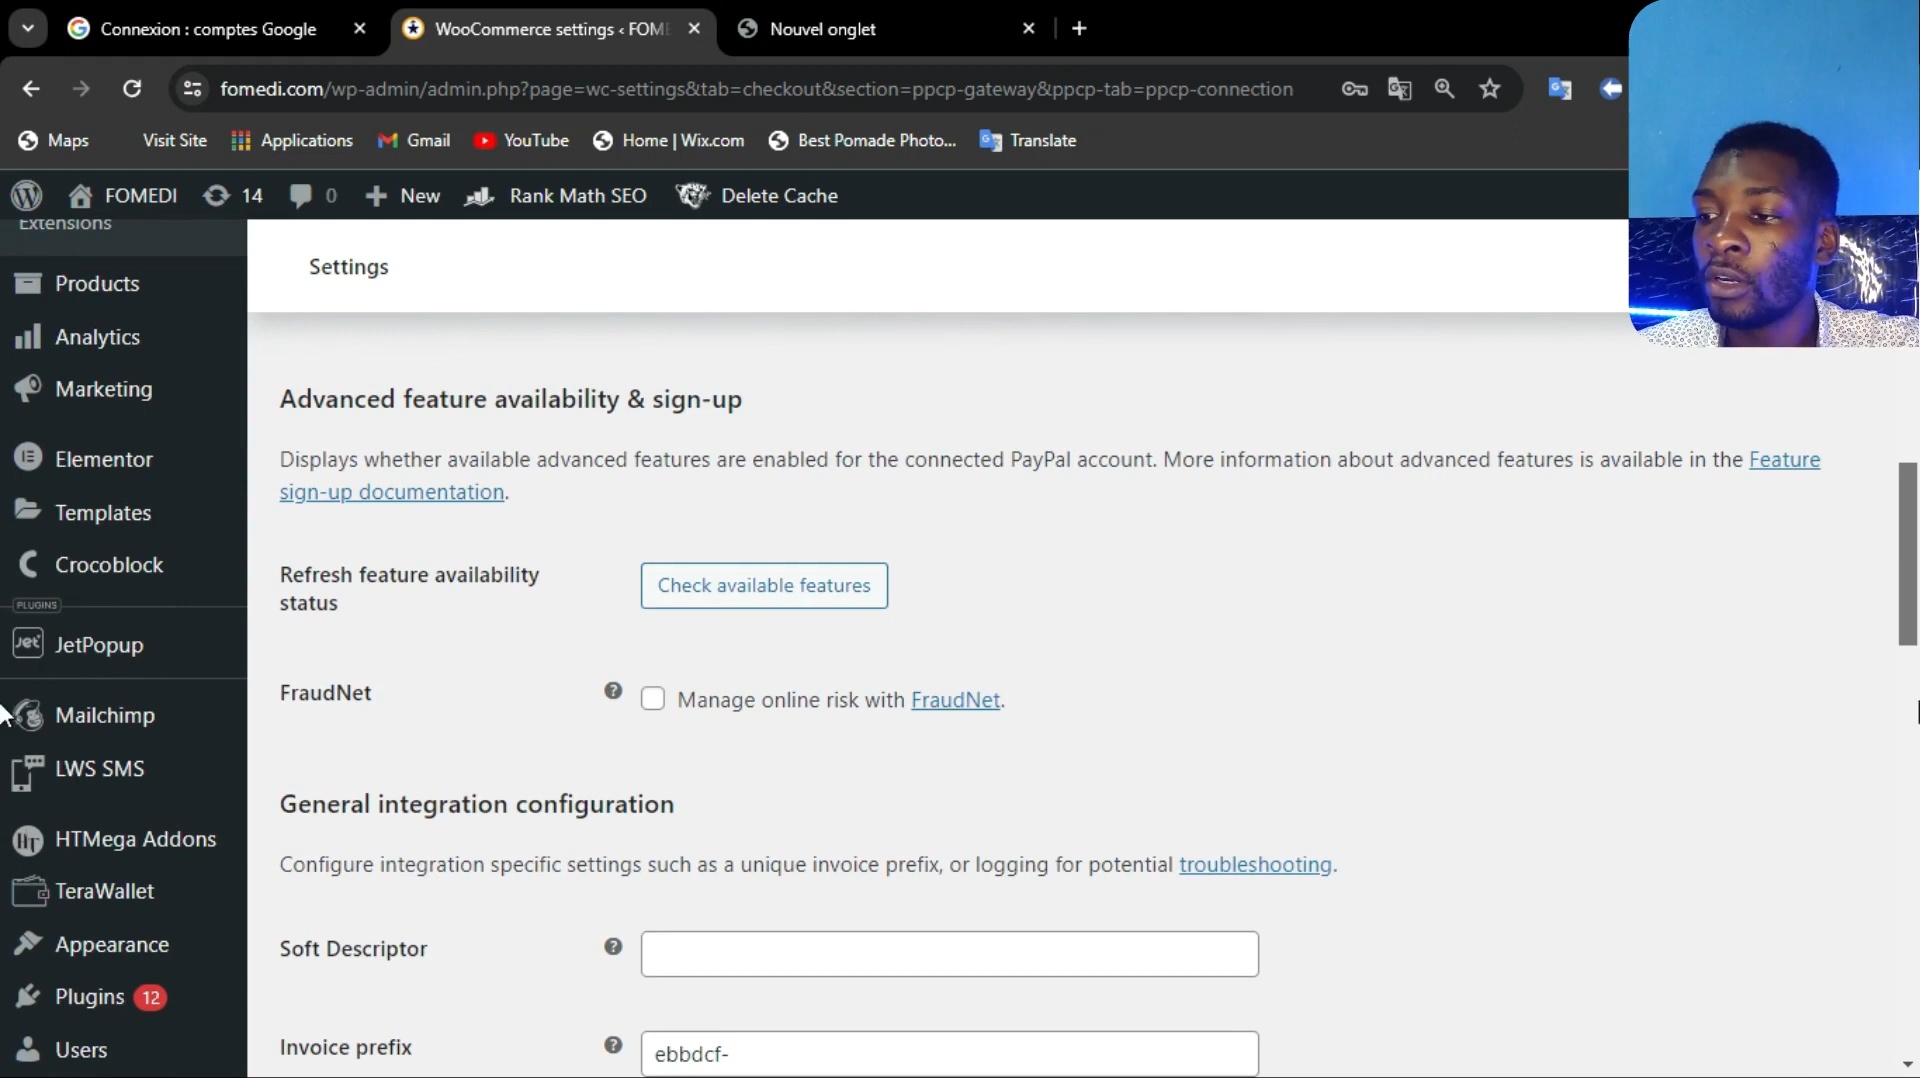 Connexion : comptes Google
WooCommerce settings ‹ FOM
Nouvel onglet
fomedi.com/wp-admin/admin.php?page=wc-settings&tab=checkout&section=ppcp-gateway&ppcp-tab=ppcp-connection
Maps
Visit Site
Applications
Gmail
YouTube
Home | Wix.com
Best Pomade Photo...
Translate
FOMEDI
14
0
New
Rank Math SEO
Delete Cache
Extensions
Products
Analytics
Marketing
Elementor
Templates
Crocoblock
PLUGINS
Jet
JetPopup
Mailchimp
LWS SMS
HTMega Addons
TeraWallet
Appearance
Plugins 12
Users
Settings
Advanced feature availability & sign-up
Displays whether available advanced features are enabled for the connected PayPal account. More information about advanced features is available in the Feature
sign-up documentation.
Refresh feature availability
status
Check available features
FraudNet
Manage online risk with FraudNet.
General integration configuration
Configure integration specific settings such as a unique invoice prefix, or logging for potential troubleshooting.
Soft Descriptor
Invoice prefix
ebbdcf-